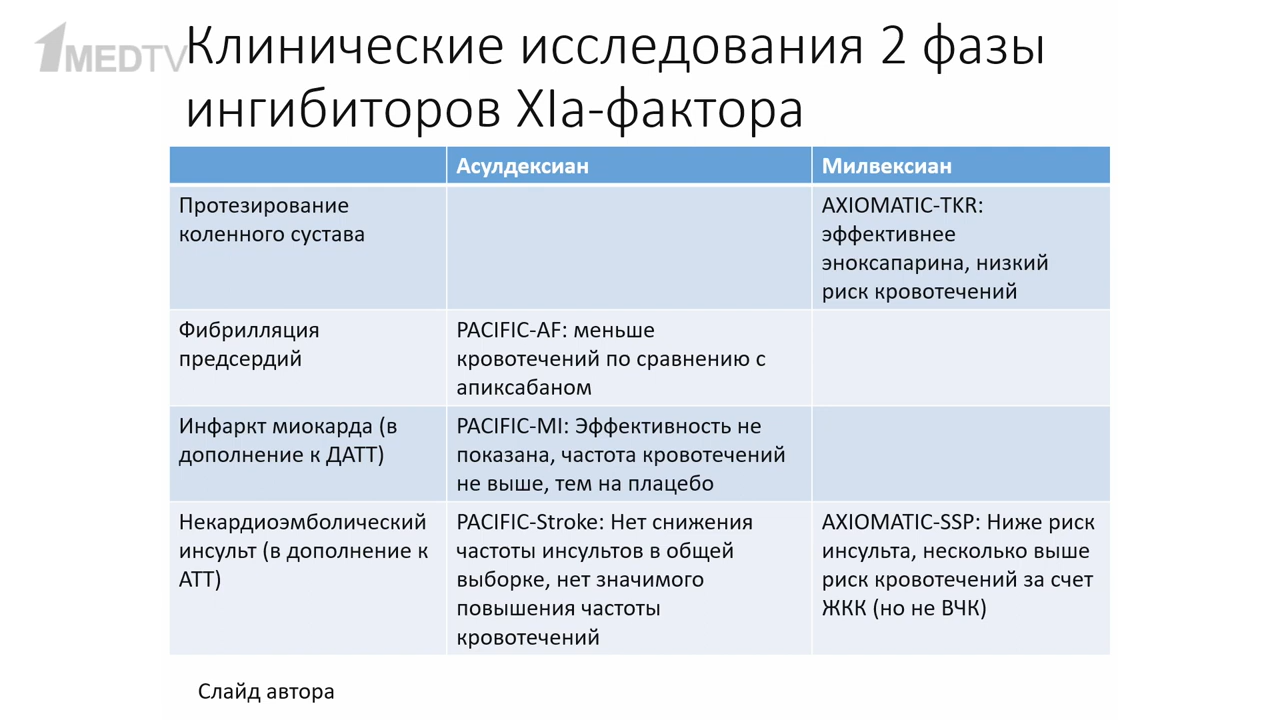 1MEDTV
Клинические исследования 2 фазы
ингибиторов XIa-фактора
Асулдексиан
Милвексиан
Протезирование
коленного сустава
AXIOMATIC-TKR:
эффективнее
эноксапарина, низкий
риск кровотечений
Фибрилляция
предсердий
PACIFIC-AF: меньше
кровотечений по сравнению с
апиксабаном
Инфаркт миокарда (в
дополнение к ДАТТ)
PACIFIC-MI: Эффективность не
показана, частота кровотечений
не выше, тем на плацебо
Некардиоэмболический
инсульт (в дополнение к
АТТ)
PACIFIC-Stroke: Нет снижения
частоты инсультов в общей
выборке, нет значимого
повышения частоты
кровотечений
AXIOMATIC-SSP: Ниже риск
инсульта, несколько выше
риск кровотечений за счет
ЖКК (но не ВЧК)
Слайд автора